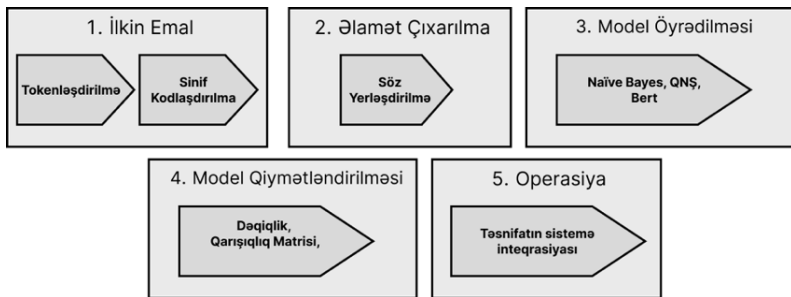 1. İlkin Emal
Tokenləşdirilmə
Sinif
Kodlaşdırılma
2. Əlamət Çıxarılma
Söz
Yerləşdirilmə
3. Model Öyrədilməsi
Naïve Bayes, QNŞ,
Bert
4. Model Qiymətləndirilməsi
Dəqiqlik,
Qarışıqlıq Matrisi,
5. Operasiya
Təsnifatın sistemə
inteqrasiyası